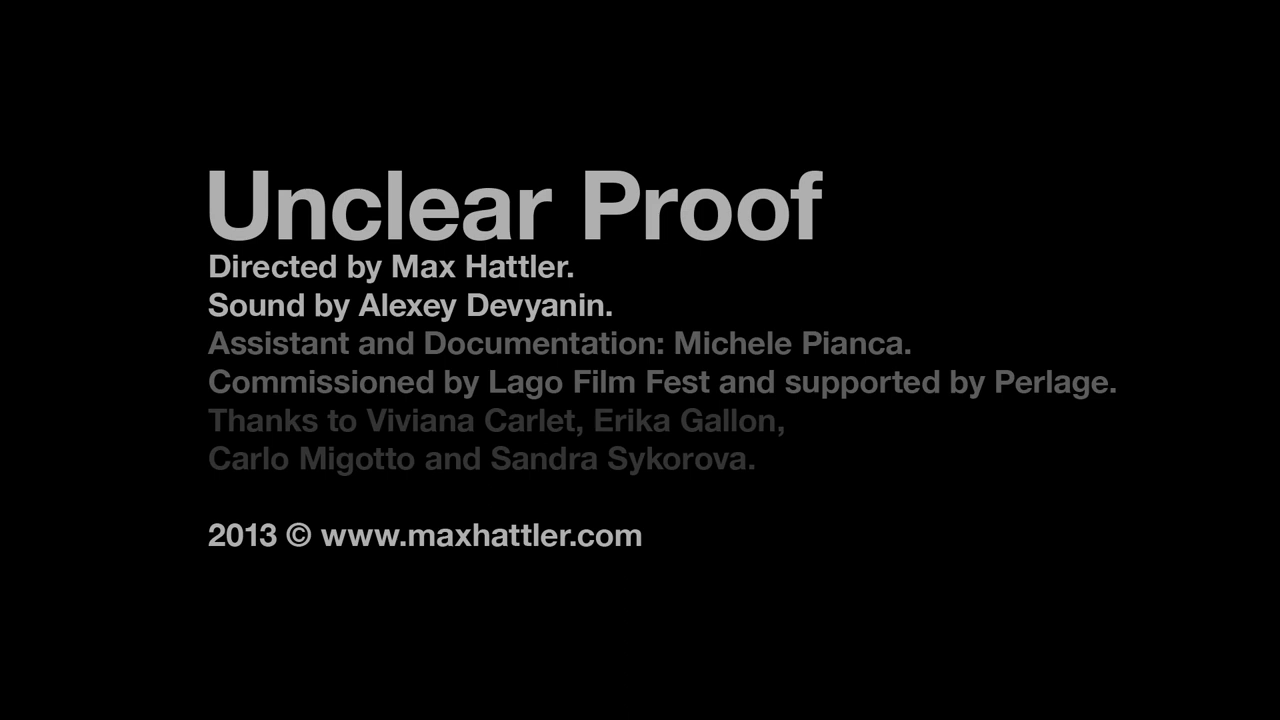 Unclear Proof
Directed by Max Hattler.
Sound by Alexey Devyanin.
Assistant and Documentation: Michele Pianca.
Commissioned by Lago Film Fest and supported by Perlage.
Thanks to Viviana Carlet, Erika Gallon,
Carlo Migotto and Sandra Sykorova.
2013 © www.maxhattler.com